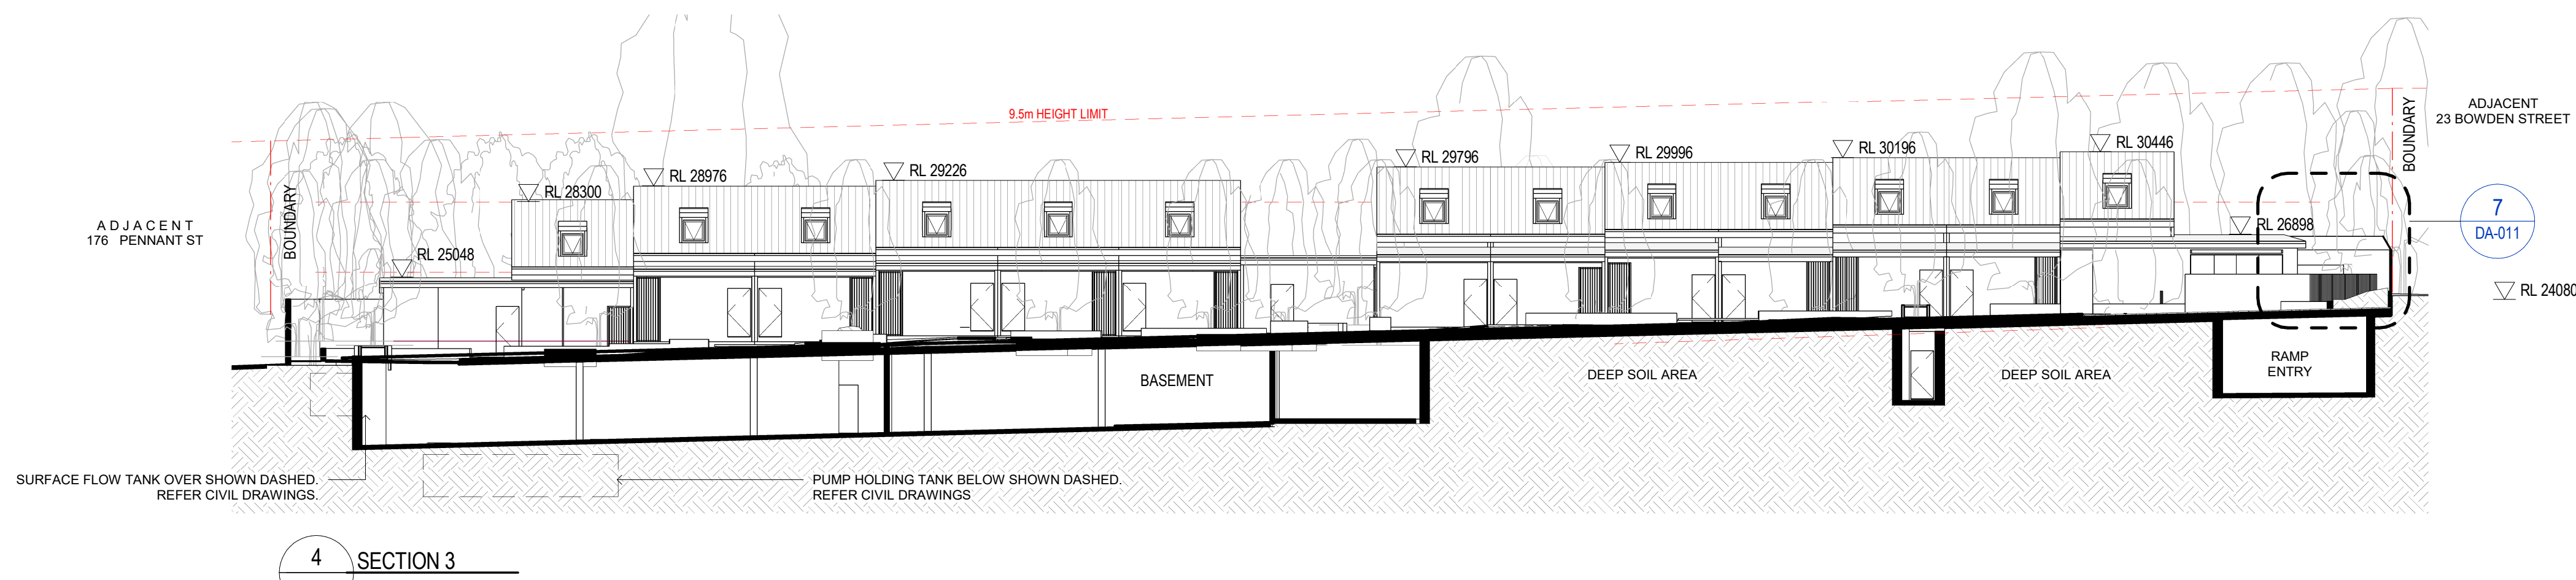 9.5m HEIGHT LIMIT
ADJACENT
23 BOWDEN STREET
BOUNDARY
RL 30446
RL 30196
RL 29996
RL 29796
RL 29226
RL 28976
RL 28300
BOUNDARY
ADJACENT
176 PENNANT ST
RL 25048
RL 26898
7
DA-011
RL 24080
BASEMENT
DEEP SOIL AREA
DEEP SOIL AREA
RAMP
ENTRY
SURFACE FLOW TANK OVER SHOWN DASHED.
REFER CIVIL DRAWINGS.
PUMP HOLDING TANK BELOW SHOWN DASHED.
REFER CIVIL DRAWINGS
4
SECTION 3